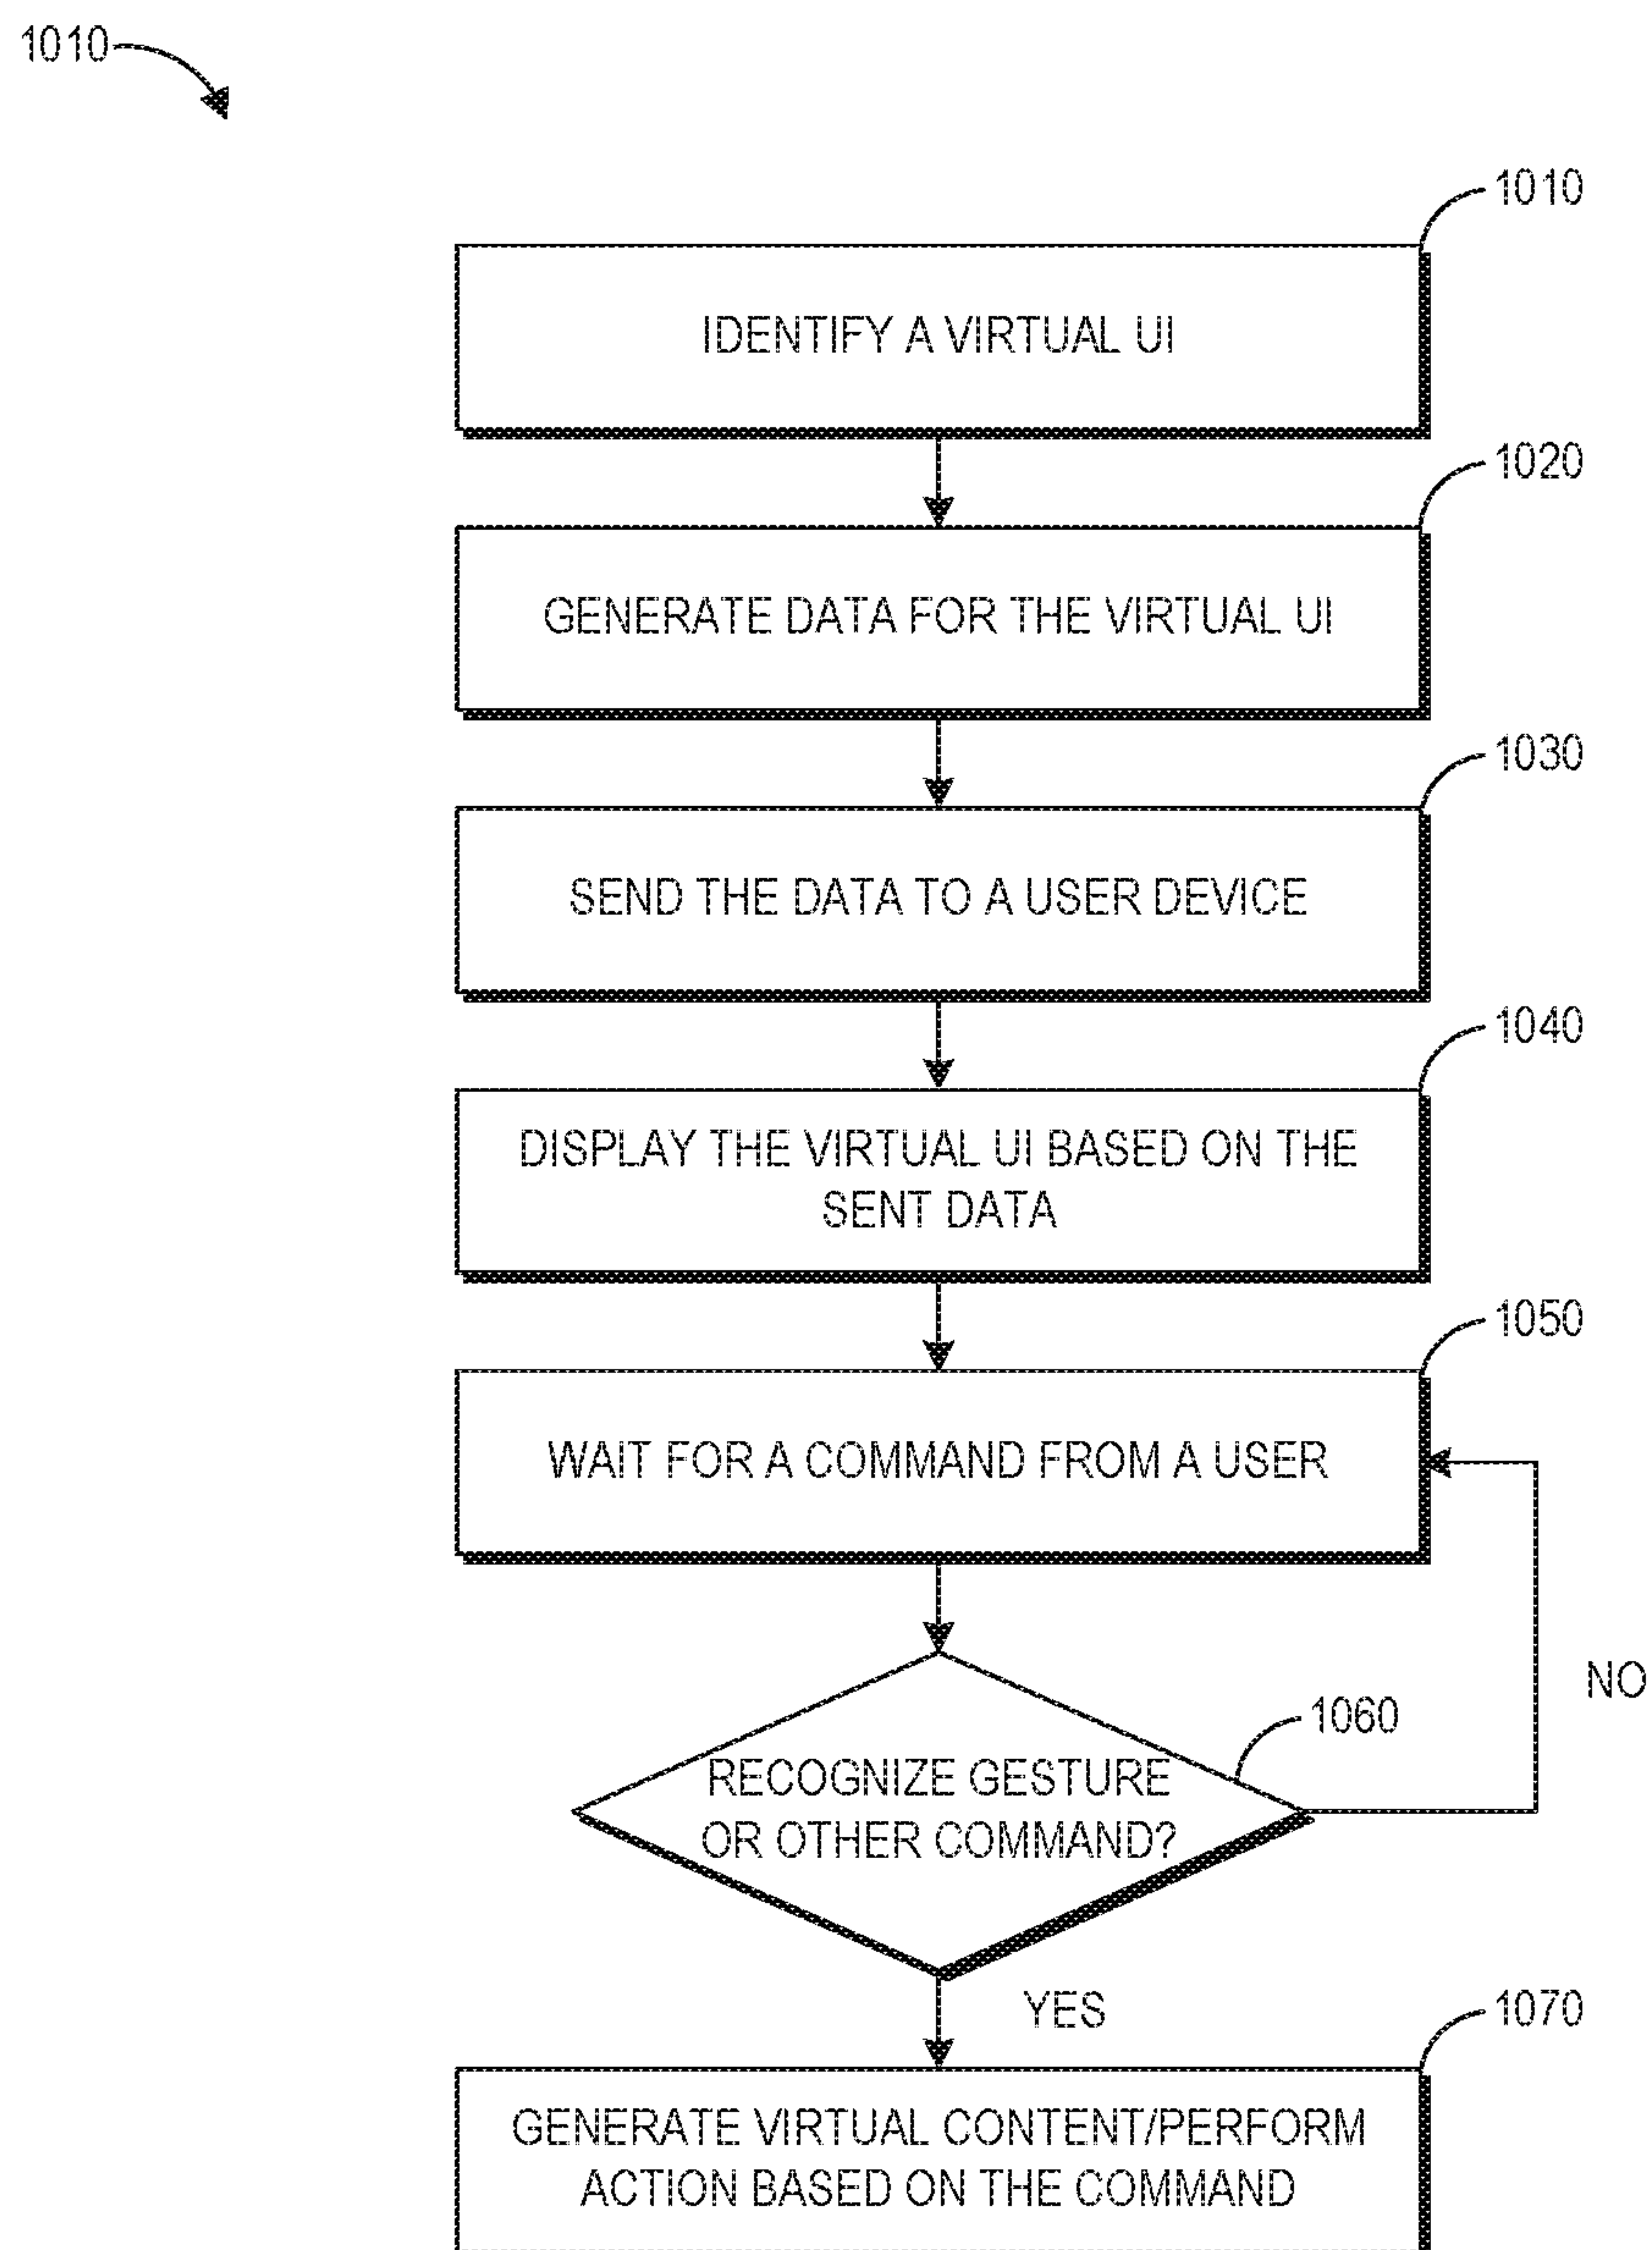 1010
1010
IDENTIFY A VIRTUAL UI
1020
GENERATE DATA FOR THE VIRTUAL UI
1030
SEND THE DATA TO A USER DEVICE
1040
DISPLAY THE VIRTUAL UI BASED ON THE
SENT DATA
1050
WAIT FOR A COMMAND FROM A USER
NO
1060
RECOGNIZE GESTURE
OR OTHER COMMAND?
YES
1070
GENERATE VIRTUAL CONTENT/PERFORM
ACTION BASED ON THE COMMAND